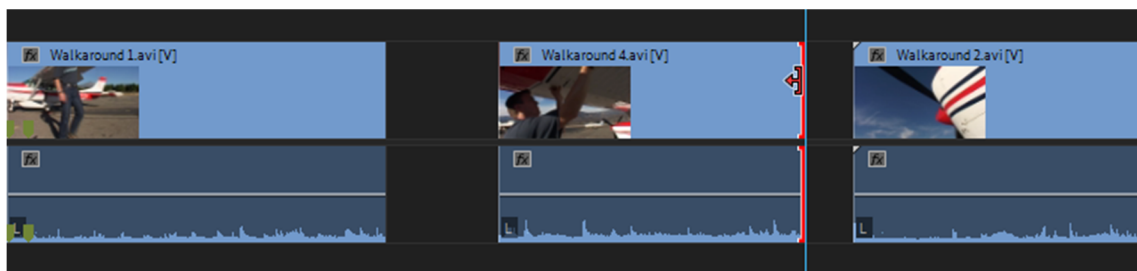 fx Walkaround 1.avi [V]
fx Walkaround 4.avi [V]
fx Walkaround 2.avi [V]
fx
fx
fx
L
L
L